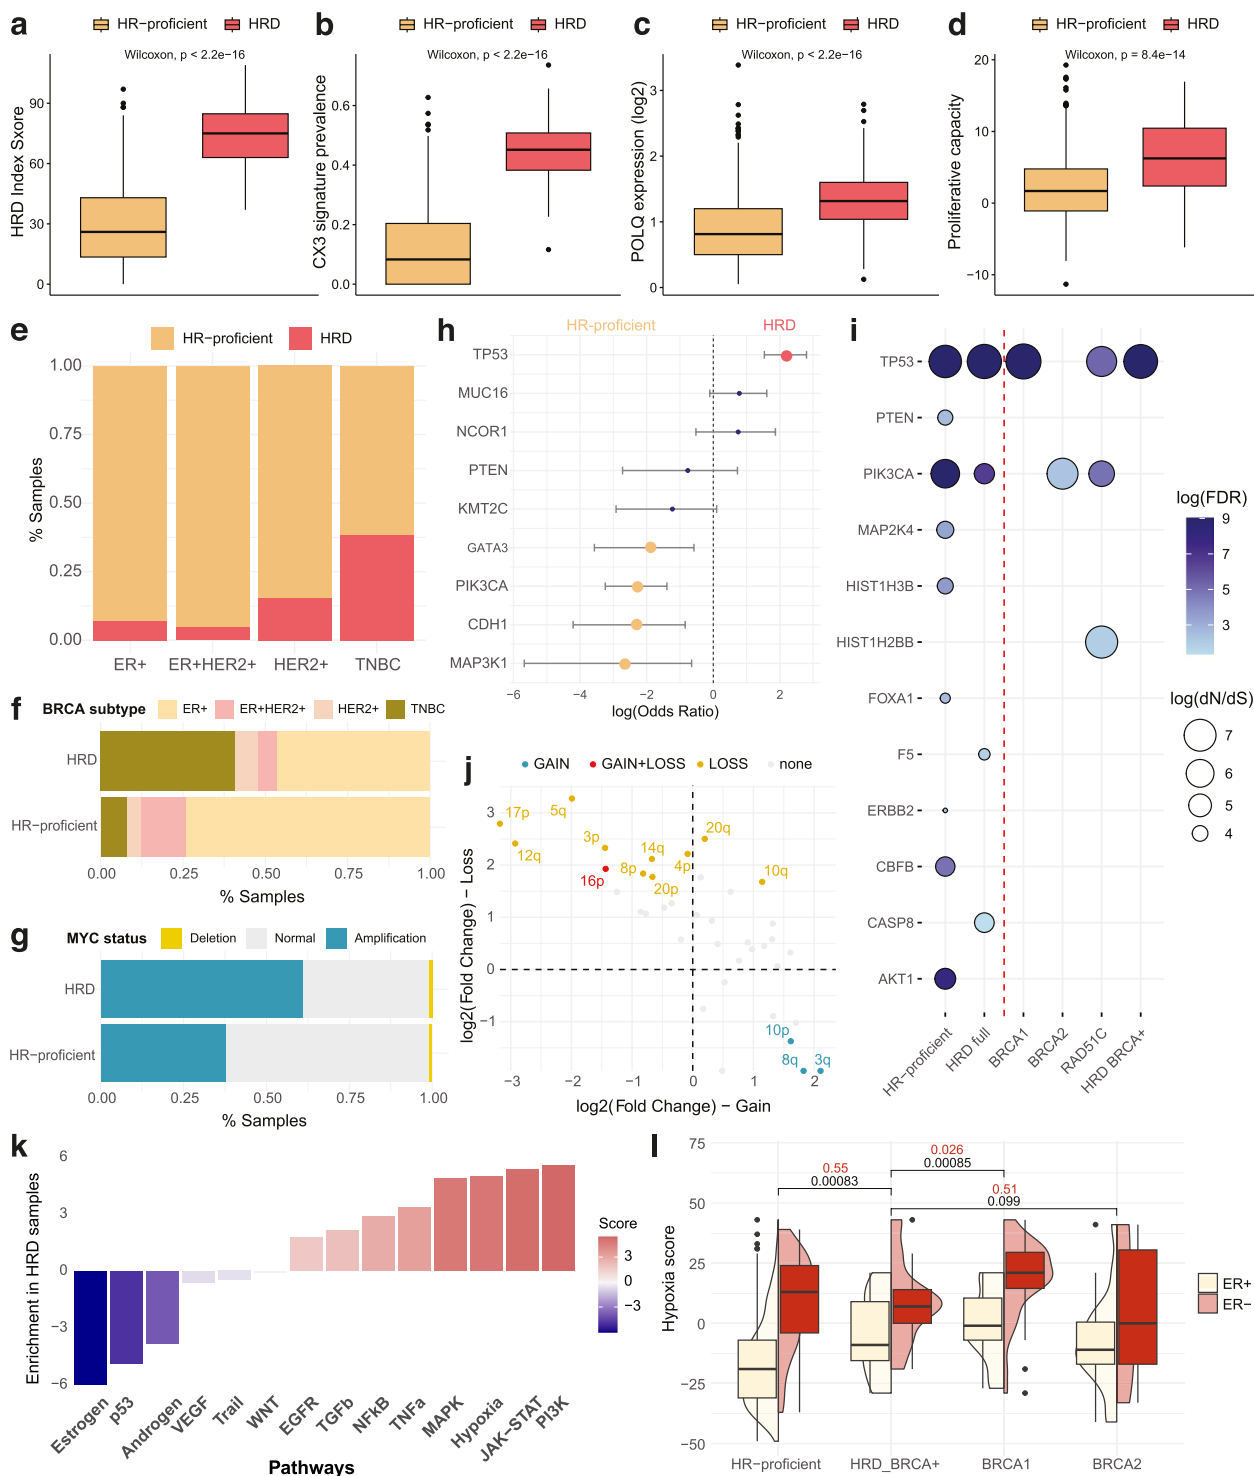 a
HR−proficient HRD
Wilcoxon, p < 2.2e−16
HRD Index Sxore
90
60
30
0
b
HR−proficient HRD
Wilcoxon, p < 2.2e−16
CX3 signature prevalence
0.6
0.4
0.2
0.0
c
HR−proficient HRD
Wilcoxon, p < 2.2e−16
POLQ expression (log2)
3
2
1
0
d
HR−proficient HRD
Wilcoxon, p = 8.4e−14
Proliferative capacity
20
10
0
−10
e
HR−proficient HRD
% Samples
1.00
0.75
0.50
0.25
0.00
ER+ ER+HER2+ HER2+ TNBC
f
BRCA subtype ER+ ER+HER2+ HER2+ TNBC
HRD
HR−proficient
0.00 0.25 0.50 0.75 1.00
% Samples
g
MYC status Deletion Normal Amplification
HRD
HR−proficient
0.00 0.25 0.50 0.75 1.00
% Samples
h
HR-proficient HRD
TP53
MUC16
NCOR1
PTEN
KMT2C
GATA3
PIK3CA
CDH1
MAP3K1
−6 −4 −2 0 2
log(Odds Ratio)
i
TP53
PTEN
PIK3CA
MAP2K4
HIST1H3B
HIST1H2BB
FOXA1
F5
ERBB2
CBFB
CASP8
AKT1
HR−proficient HRD full BRCA1 BRCA2 RAD51C HRD BRCA+
log(FDR)
9
7
5
3
1
log(dN/dS)
7
6
5
4
j
GAIN GAIN+LOSS LOSS none
log2(Fold Change) − Loss
3
2
1
0
−1
17p
5q
12q
3p
16p
8p
14q
20p
4p
20q
10q
10p
8q
3q
−3 −2 −1 0 1 2
log2(Fold Change) − Gain
k
Enrichment in HRD samples
6
3
0
−3
−6
Estrogen p53 Androgen VEGF Trail WNT EGFR TGFb NFkB TNFa MAPK Hypoxia JAK−STAT PI3K
Pathways
Score
3
0
−3
l
Hypoxia score
75
50
25
0
−25
−50
0.55
0.00083
0.026
0.00085
0.51
0.099
HR−proficient HRD_BRCA+ BRCA1 BRCA2
ER+
ER−